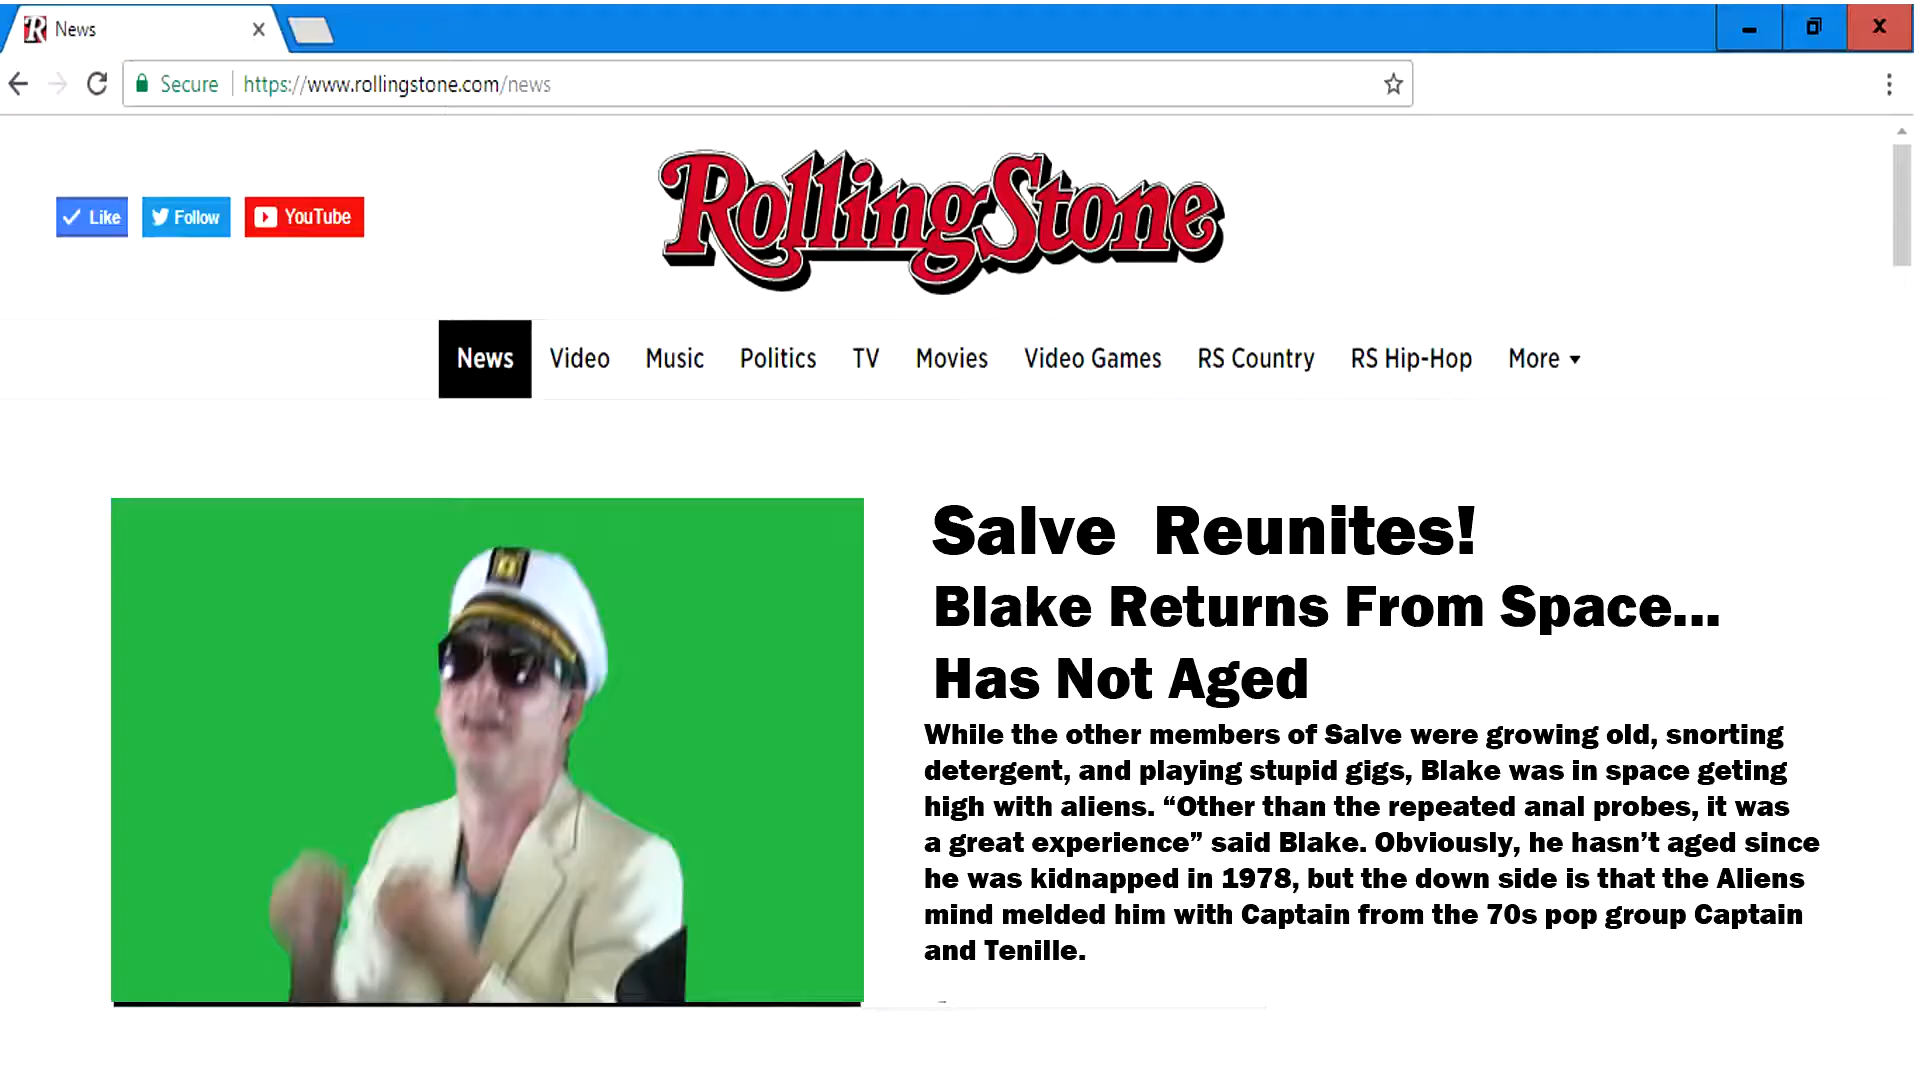 News
Secure https://www.rollingstone.com/news
Like Follow YouTube
RollingStone
News Video Music Politics TV Movies Video Games RS Country RS Hip-Hop More
Salve Reunites!
Blake Returns From Space...
Has Not Aged
While the other members of Salve were growing old, snorting
detergent, and playing stupid gigs, Blake was in space geting
high with aliens. “Other than the repeated anal probes, it was
a great experience” said Blake. Obviously, he hasn’t aged since
he was kidnapped in 1978, but the down side is that the Aliens
mind melded him with Captain from the 70s pop group Captain
and Tenille.